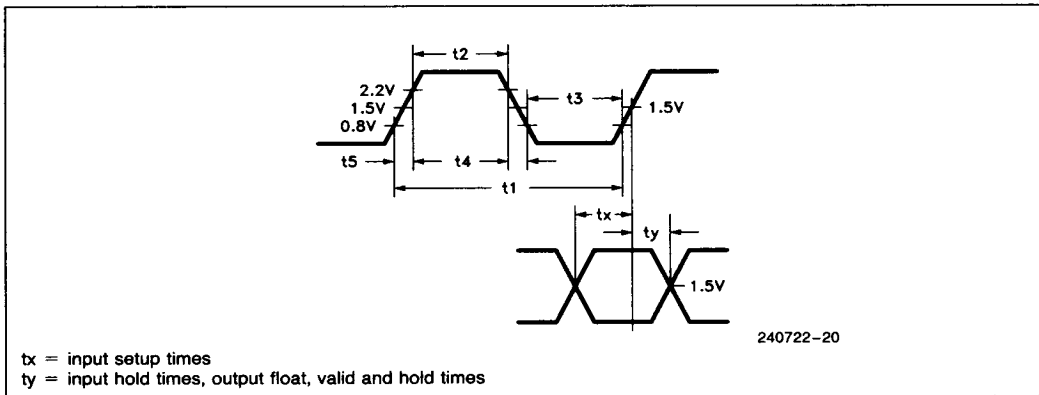 t2
2.2V
1.5V
0.8V
t3
1.5V
t5
t4
t1
tx
ty
1.5V
240722-20
tx = input setup times
ty = input hold times, output float, valid and hold times